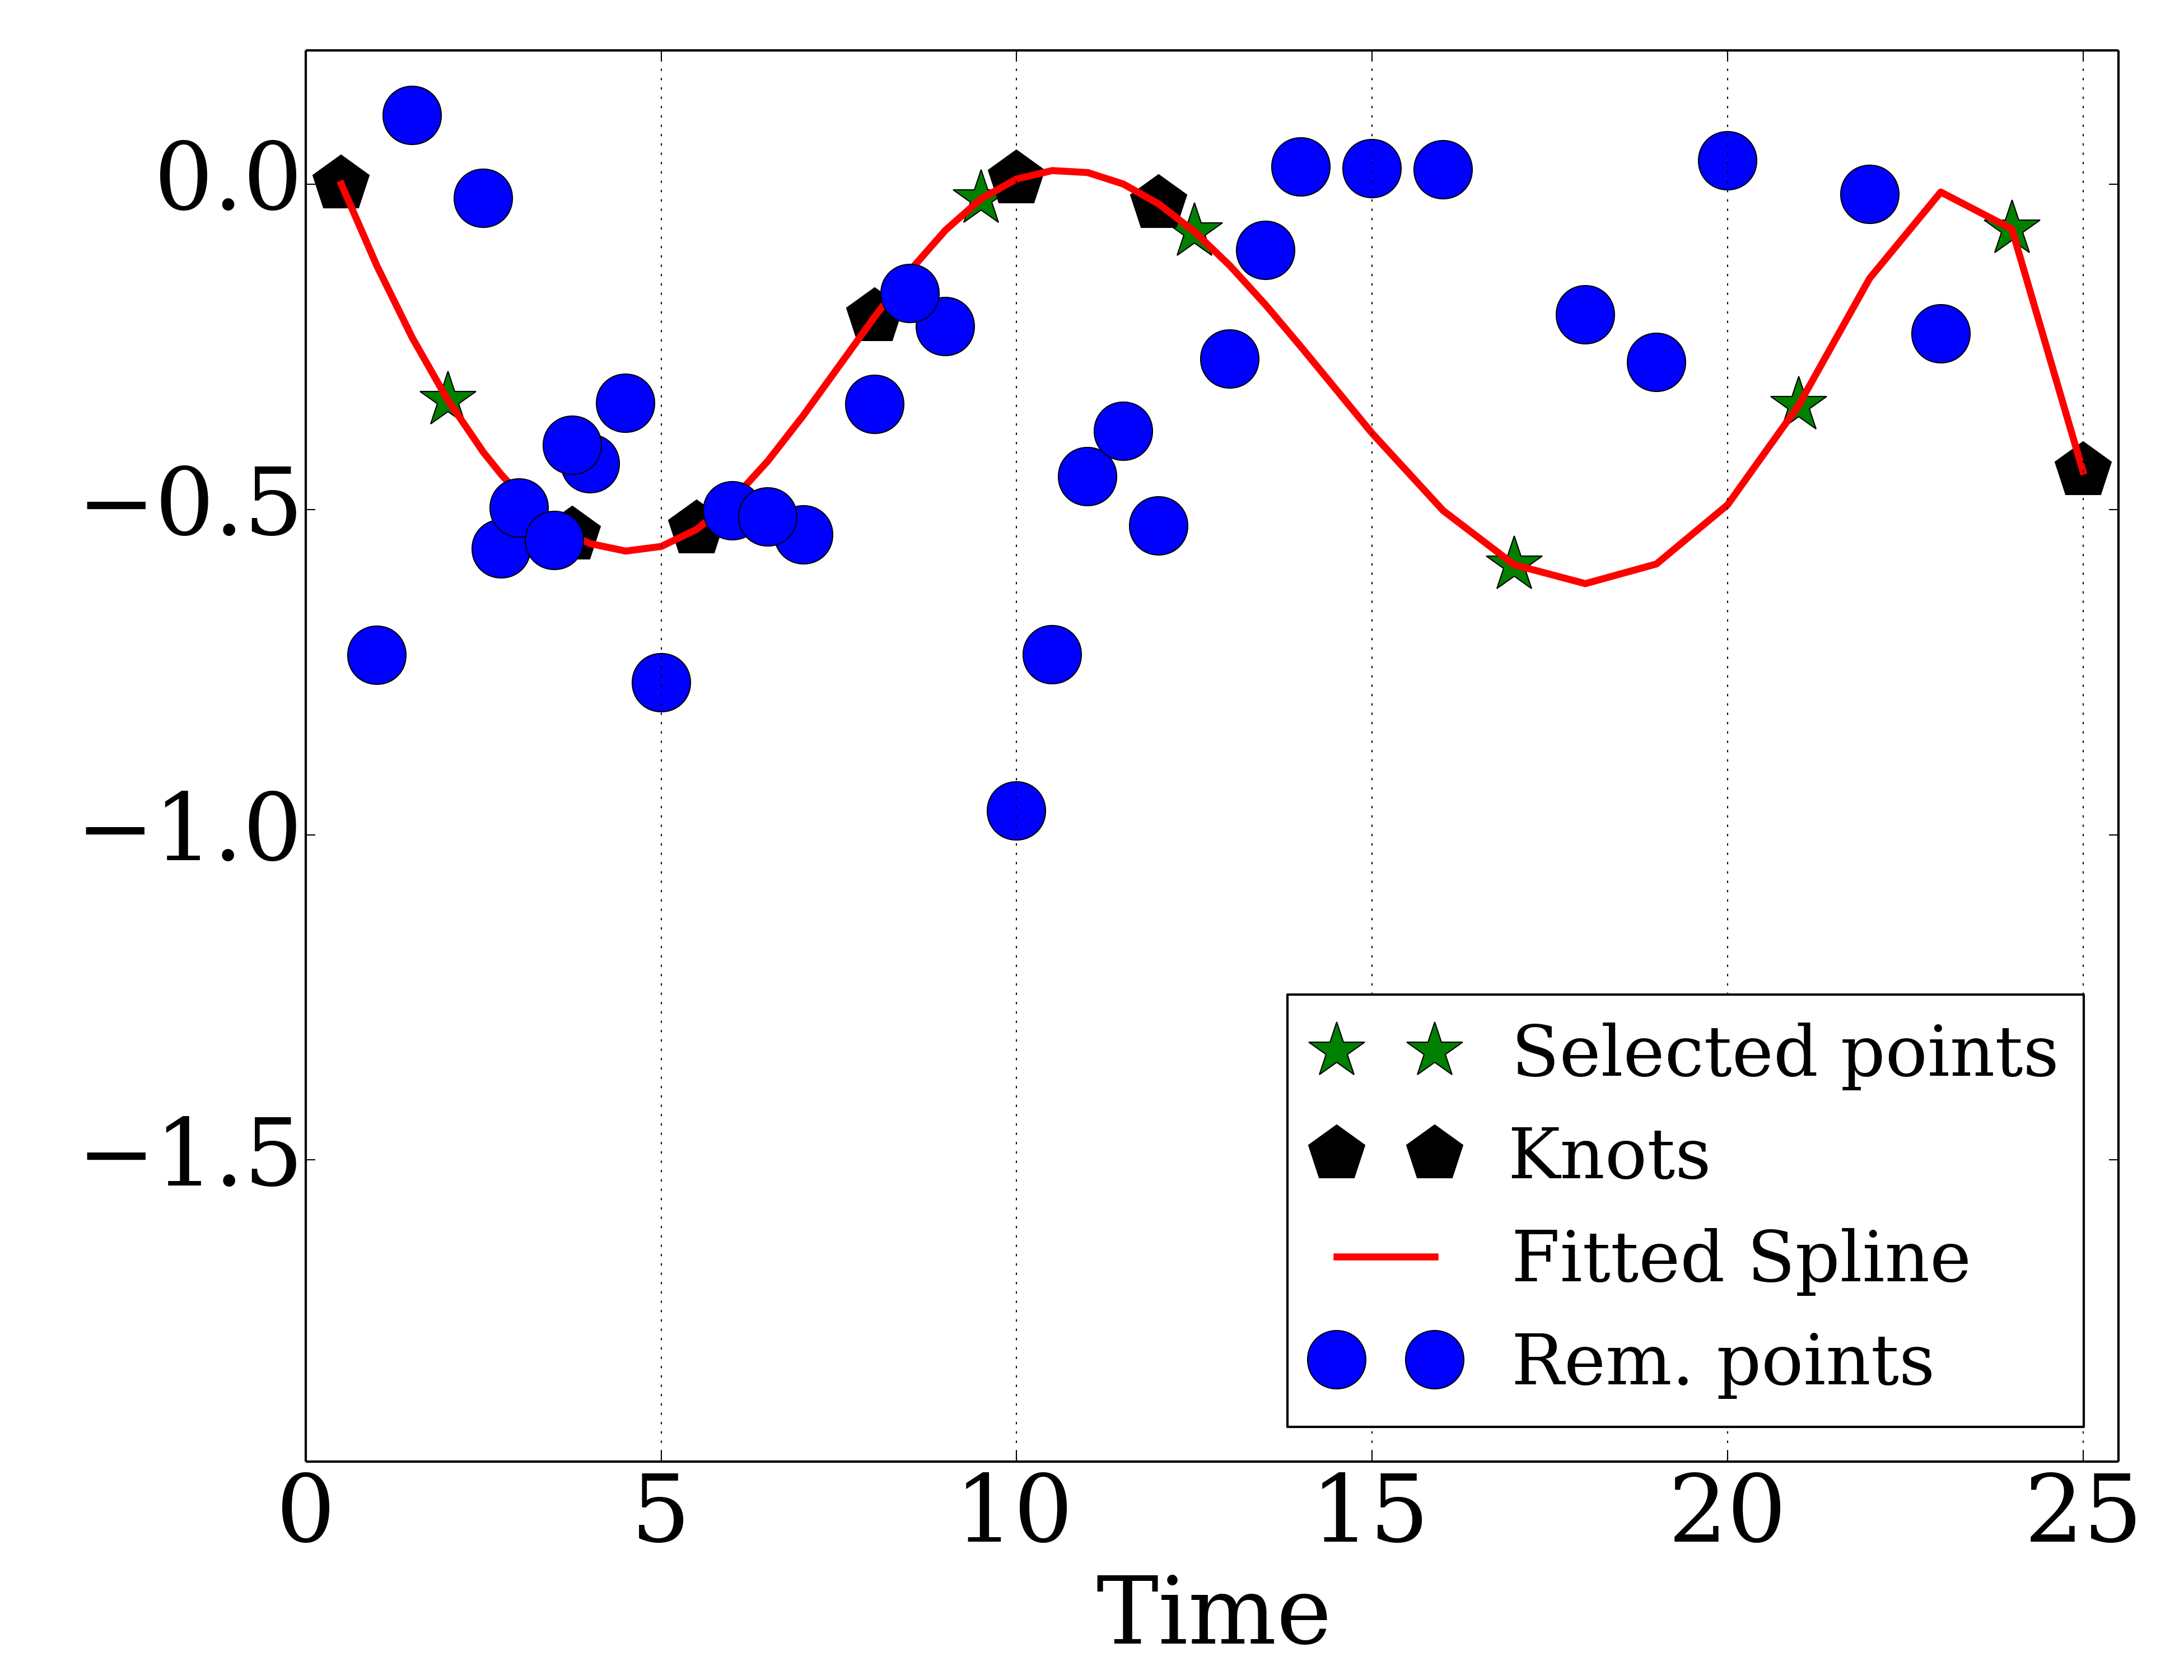 0.0
−0.5
−1.0
−1.5
0 5 10 15 20 25
Time
Selected points
Knots
Fitted Spline
Rem. points